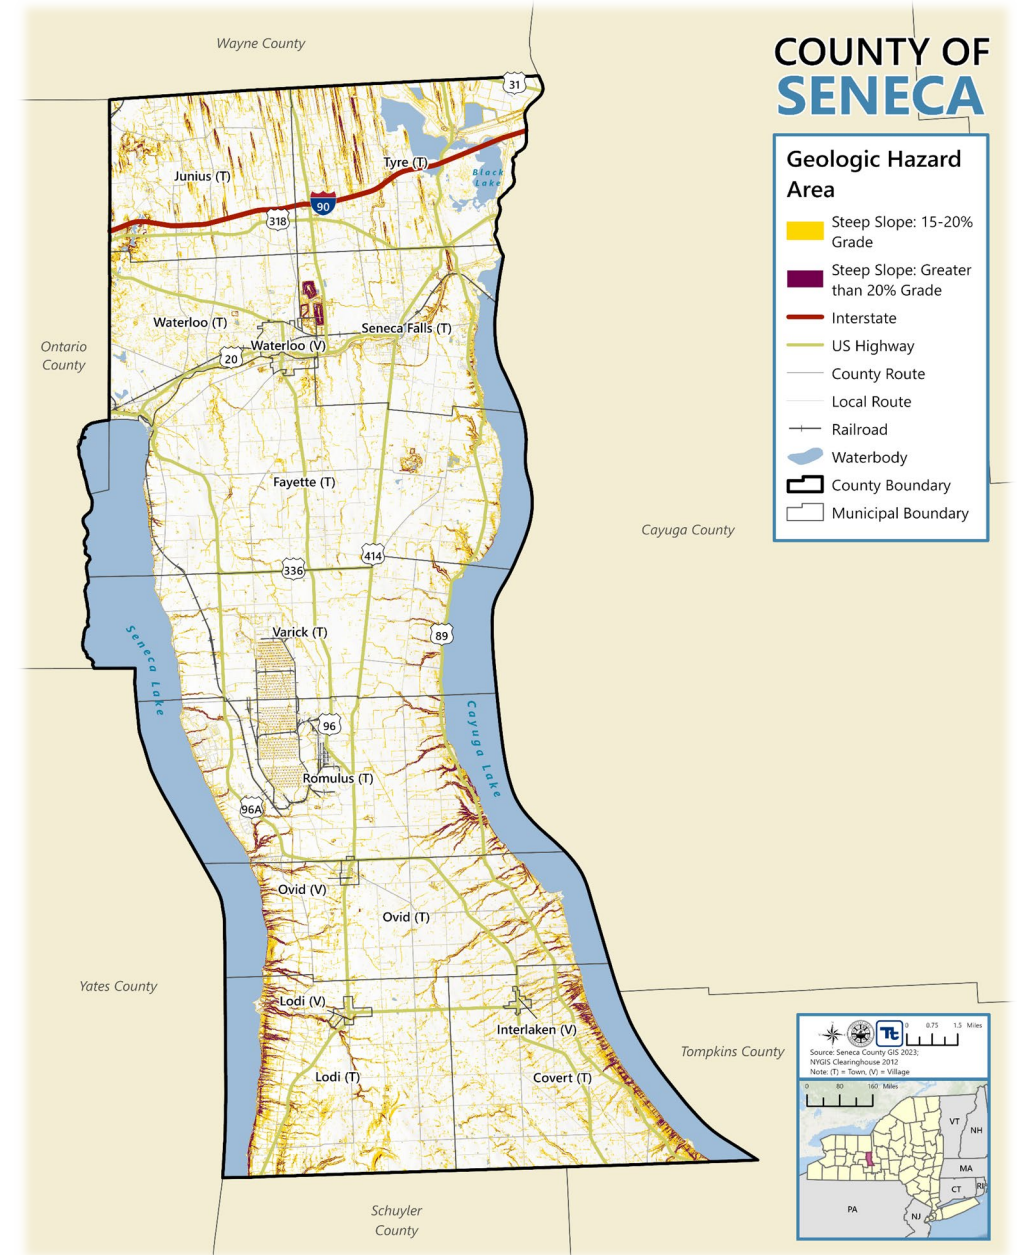 Wayne County
COUNTY OF
SENECA
31
Geologic Hazard
Area
Steep Slope: 15-20%
Grade
Steep Slope: Greater
than 20% Grade
Interstate
US Highway
County Route
Local Route
Railroad
Waterbody
County Boundary
Municipal Boundary
Tyre (T)
Junius (T)
Black
Lake
90
318
Waterloo (T)
Seneca Falls (T)
Waterloo (V)
20
Ontario
County
Fayette (T)
Cayuga County
414
336
Varick (T)
89
Seneca Lake
Cayuga Lake
96
Romulus (T)
96A
Ovid (V)
Ovid (T)
Yates County
Lodi (V)
Interlaken (V)
Lodi (T)
Covert (T)
Tompkins County
Schuyler
County
Tt
0 0.75 1.5 Miles
Source: Seneca County GIS 2023;
NYGIS Clearinghouse 2012
Note: (T) = Town, (V) = Village
0 80 160 Miles
VT
NH
MA
CT
RI
PA
NJ